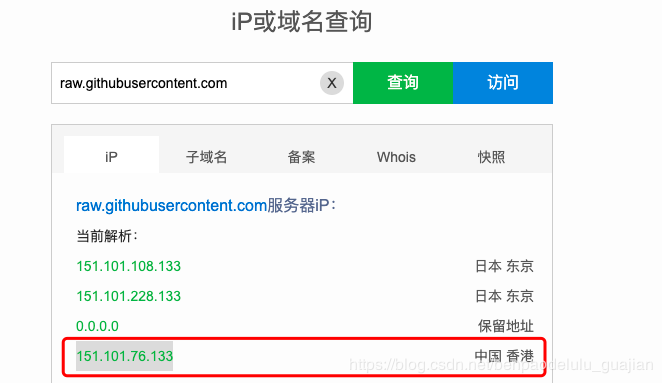 iP或域名查询
raw.githubusercontent.com X 查询 访问
iP 子域名 备案 Whois 快照
raw.githubusercontent.com服务器iP：
当前解析：
151.101.108.133 日本 东京
151.101.228.133 日本 东京
0.0.0.0 保留地址
151.101.76.133 中国 香港
https://blog.csdn.net/benpaodelulu_guajian